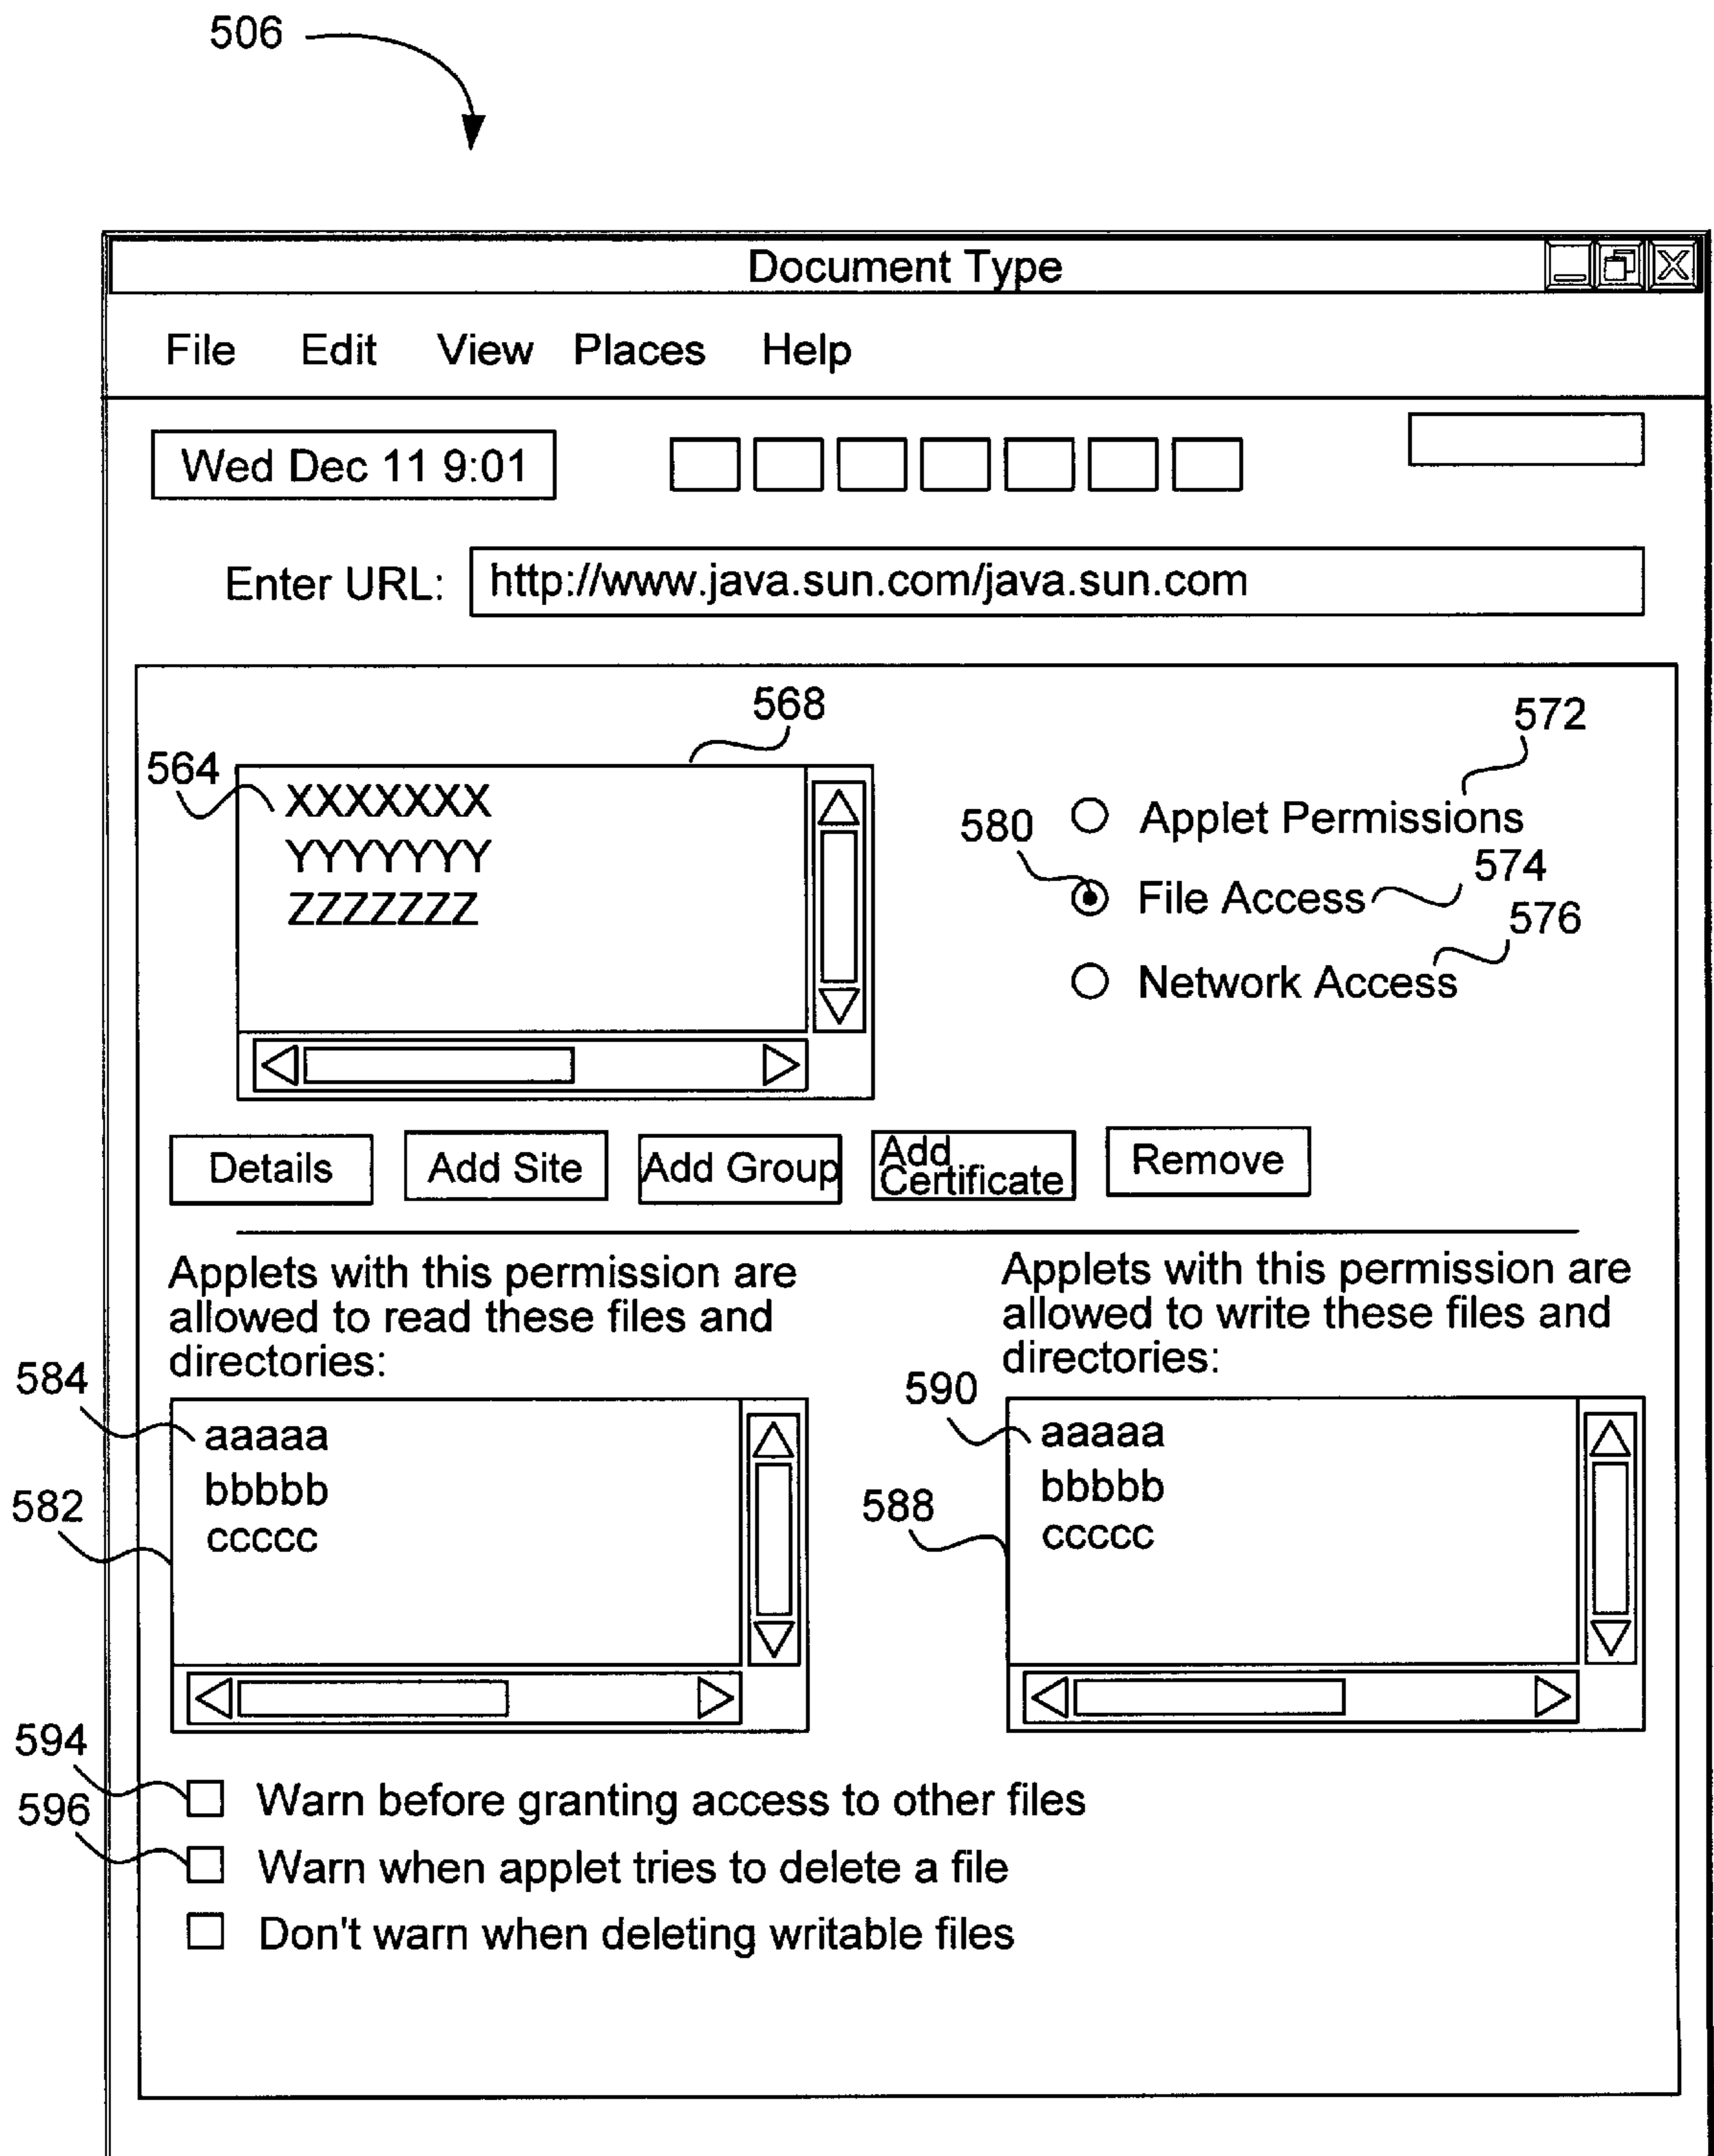 506
Document Type
File Edit View Places Help
Wed Dec 11 9:01
Enter URL: http://www.java.sun.com/java.sun.com
568
572
564
XXXXXXX
YYYYYYY
ZZZZZZZ
580
Applet Permissions
574
File Access
576
Network Access
Details
Add Site
Add Group
Add
Certificate
Remove
Applets with this permission are
allowed to read these files and
directories:
Applets with this permission are
allowed to write these files and
directories:
584
aaaaa
bbbbb
ccccc
582
590
aaaaa
bbbbb
ccccc
588
594
Warn before granting access to other files
596
Warn when applet tries to delete a file
Don't warn when deleting writable files